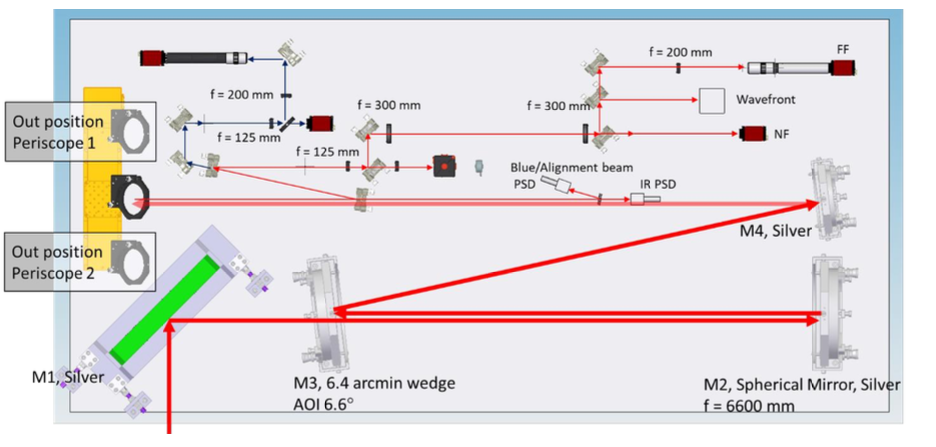 FF
f = 200 mm
f = 200 mm
f = 300 mm
f = 300 mm
Wavefront
Out position
Periscope 1
f = 125 mm
NF
f = 125 mm
Blue/Alignment beam
PSD
IR PSD
M4, Silver
Out position
Periscope 2
M1, Silver
M3, 6.4 arcmin wedge
AOI 6.6°
M2, Spherical Mirror, Silver
f = 6600 mm